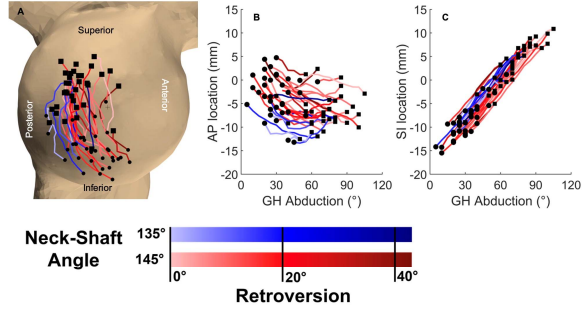 A
Superior
Posterior
Anterior
Inferior
B
AP location (mm)
15
10
5
0
-5
-10
-15
-20
0 30 60 90 120
GH Abduction (°)
C
SI location (mm)
15
10
5
0
-5
-10
-15
-20
0 30 60 90 120
GH Abduction (°)
Neck-Shaft
Angle
135°
145°
0° 20° 40°
Retroversion